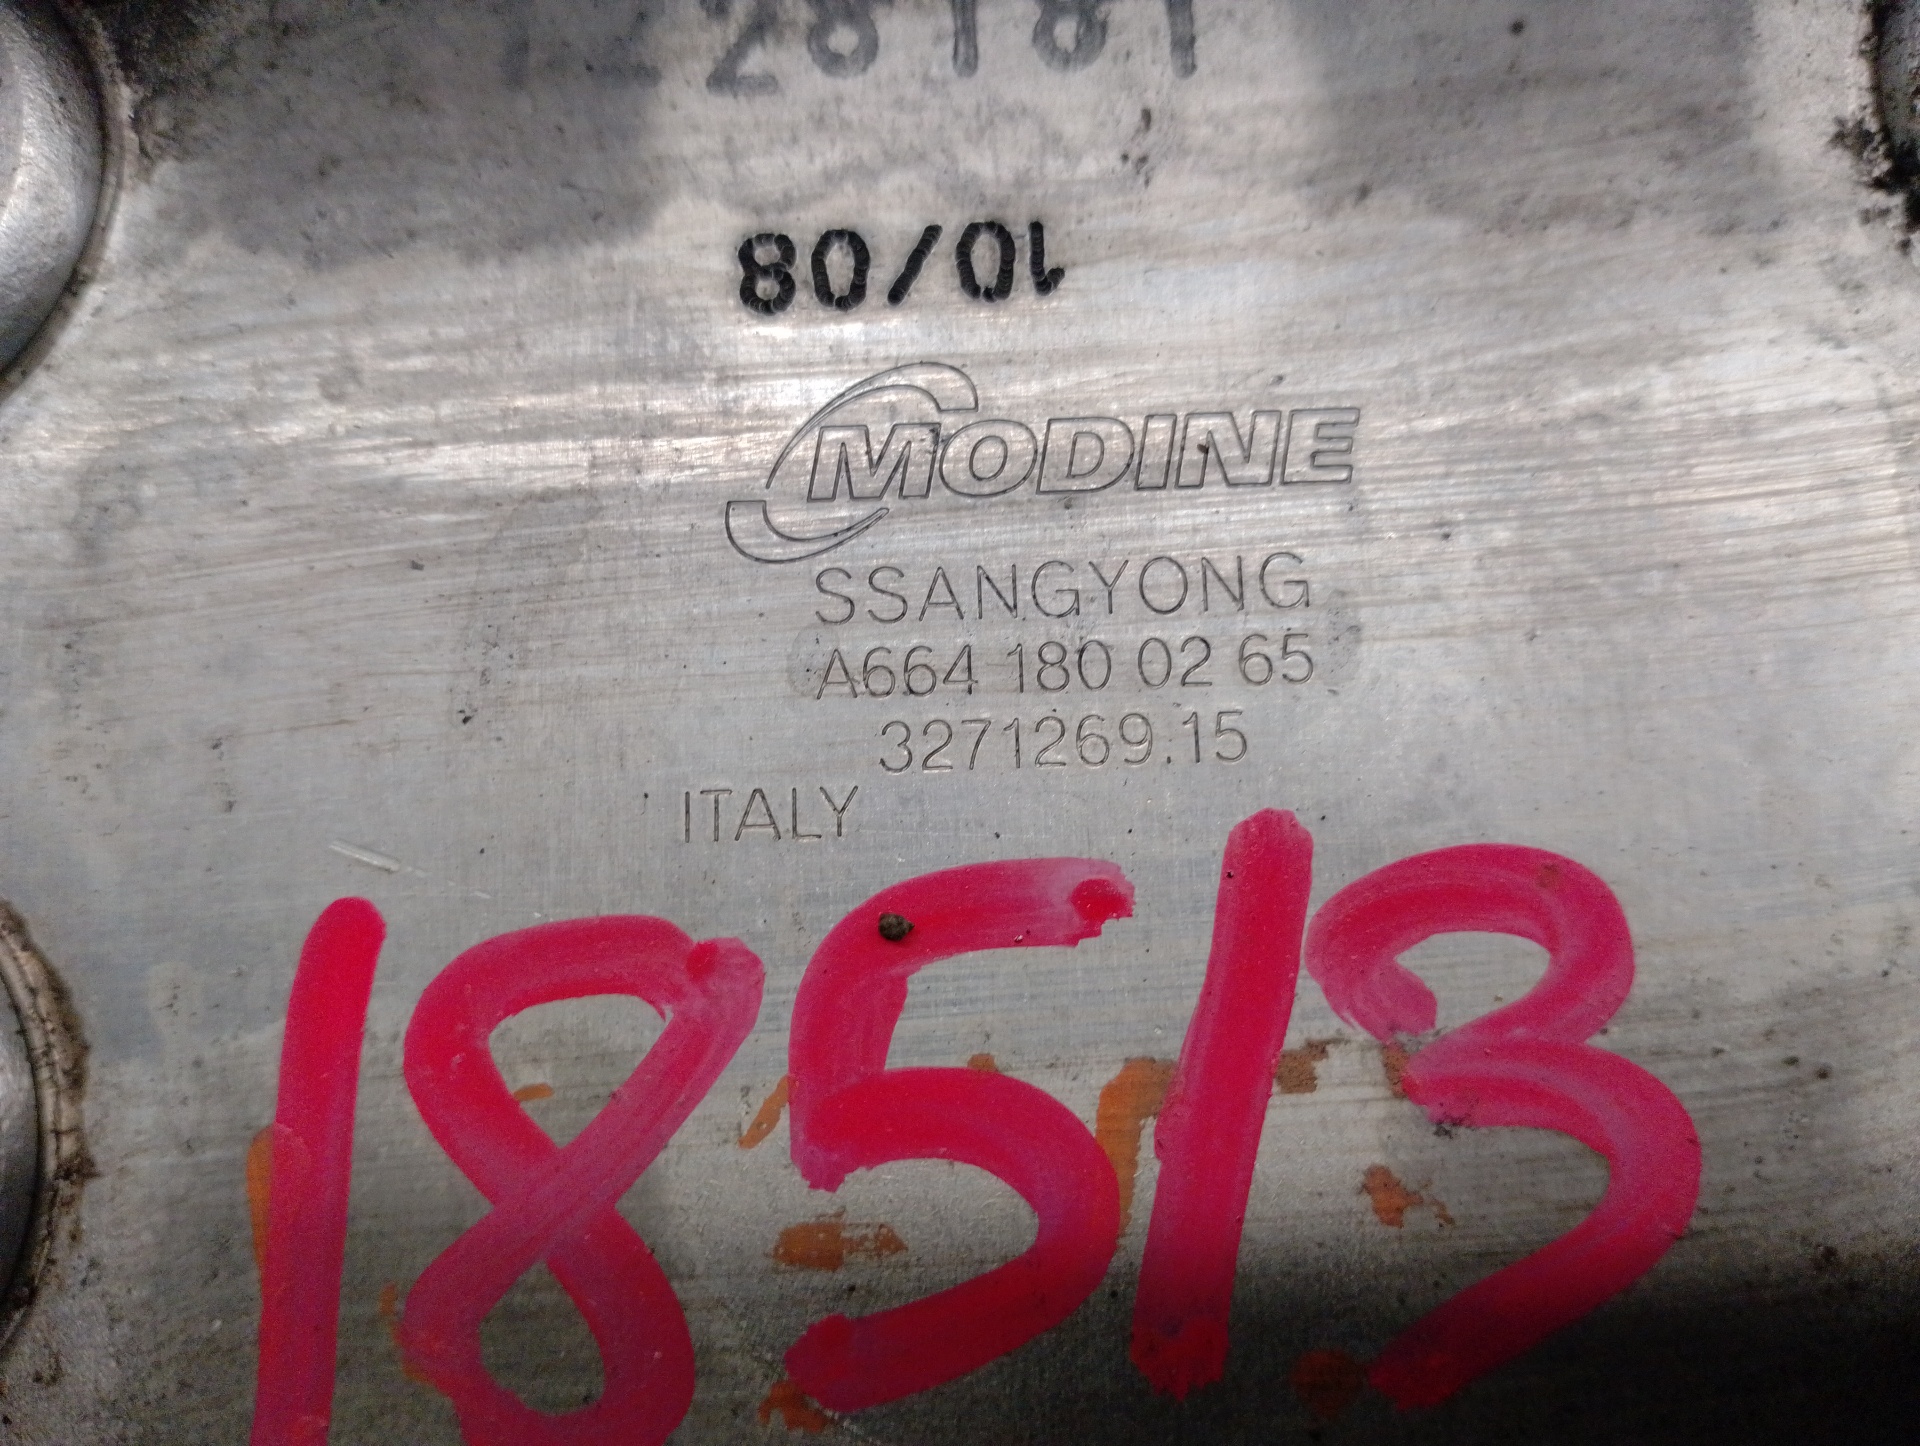 10/08
MODINE
SSANGYONG
A664 180 02 65
3271269.15
ITALY
18513